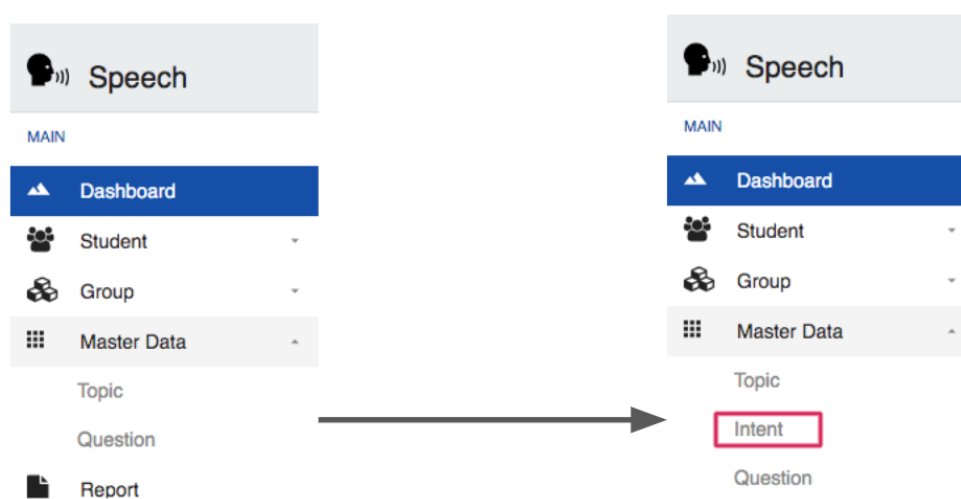 Speech
MAIN
Dashboard
Student
Group
Master Data
Topic
Question
Report
Speech
MAIN
Dashboard
Student
Group
Master Data
Topic
Intent
Question